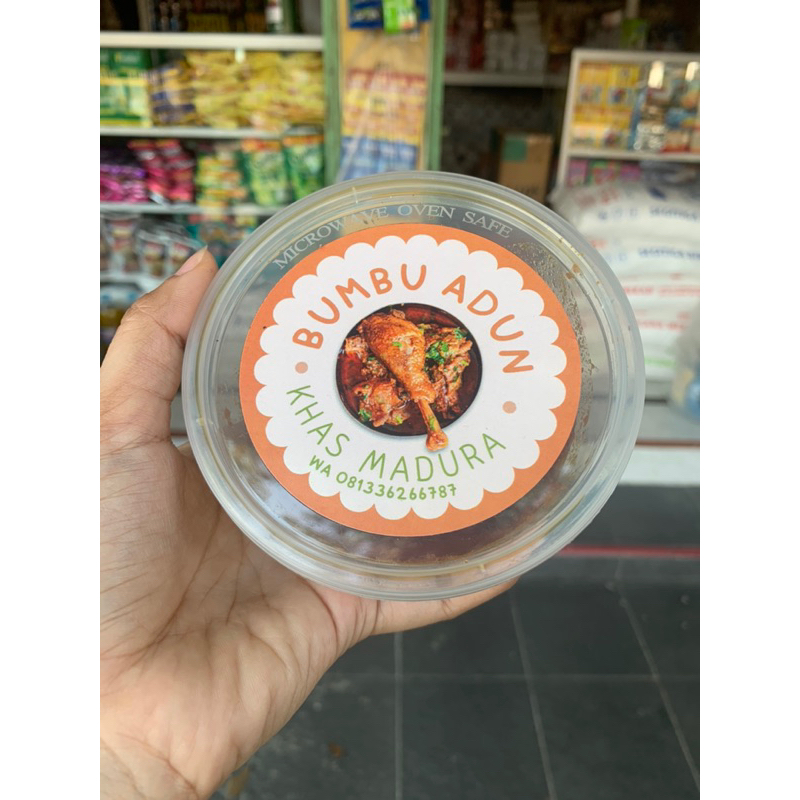 MICROWAVE OVEN SAFE
BUMBU ADUN
KHAS MADURA
WA 081336266787